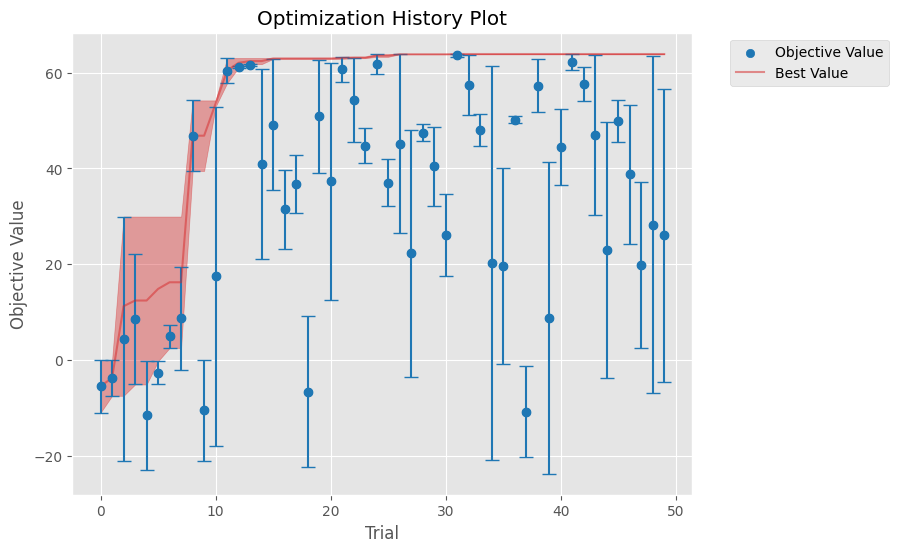 Optimization History Plot
Objective Value
Best Value
Objective Value
60
40
20
0
−20
0 10 20 30 40 50
Trial